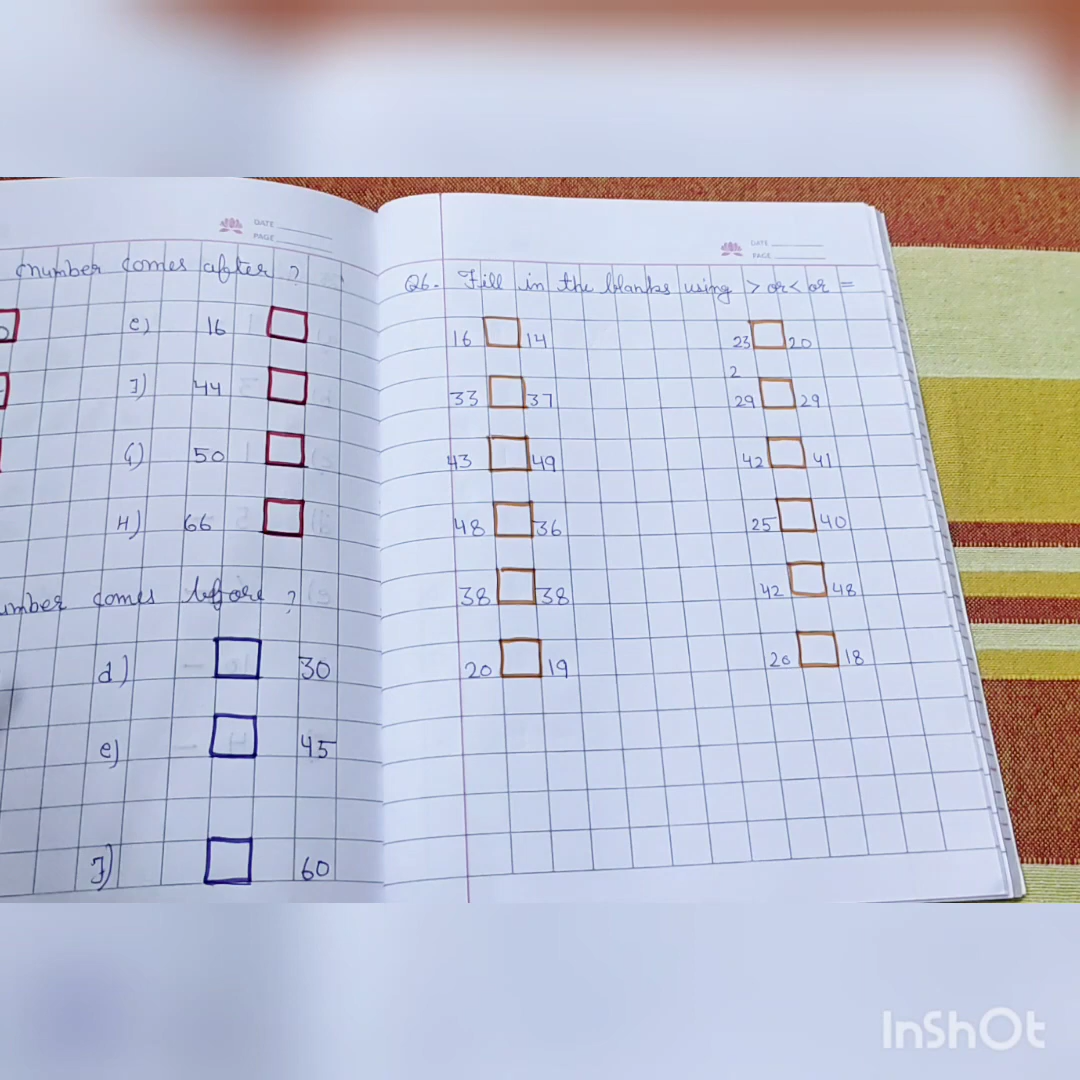 DATE
PAGE
number comes after ?
e) 16
f) 44
G) 50
H) 66
umber comes before ?
d) 30
e) 45
f) 60
DATE
PAGE
Q6. Fill in the blanks using > or < or =
16 14 23 20
2
33 37 29 29
43 49 42 41
48 36 25 40
38 38 42 48
20 19 20 18
InShOt